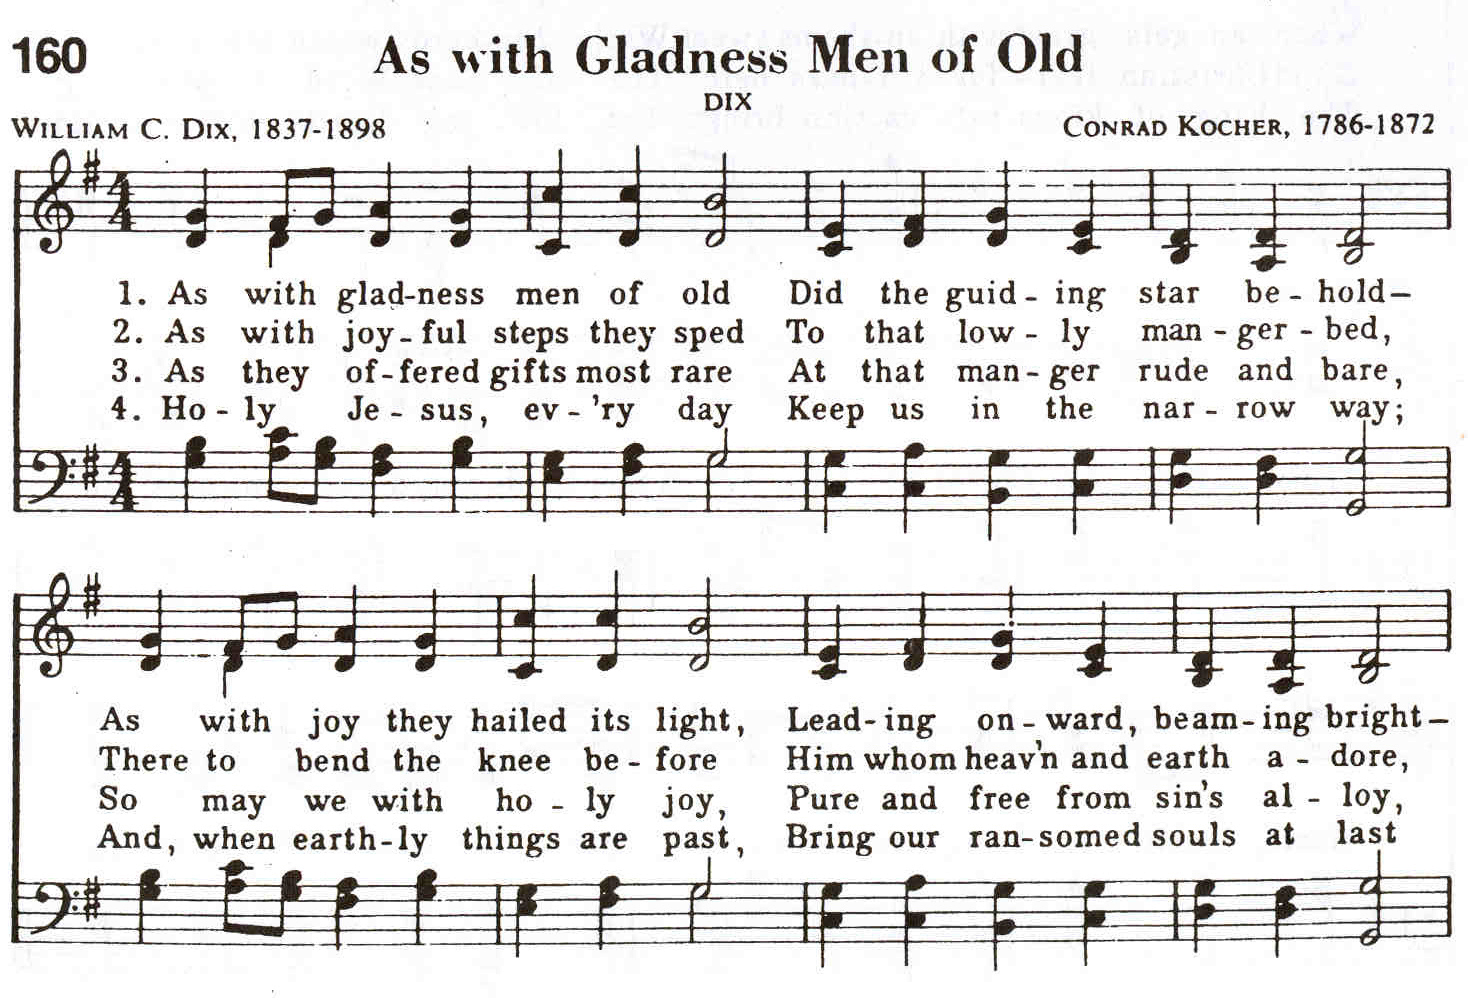 160 As with Gladness Men of Old
DIX
WILLIAM C. DIX, 1837-1898 CONRAD KOCHER, 1786-1872
1. As with glad-ness men of old Did the guid - ing star be - hold—
2. As with joy - ful steps they sped To that low - ly man - ger - bed,
3. As they of-fered gifts most rare At that man - ger rude and bare,
4. Ho - ly Je - sus, ev - 'ry day Keep us in the nar - row way;
As with joy they hailed its light, Lead- ing on - ward, beam - ing bright—
There to bend the knee be - fore Him whom heav'n and earth a - dore,
So may we with ho - ly joy, Pure and free from sin's al - loy,
And, when earth-ly things are past, Bring our ran-somed souls at last